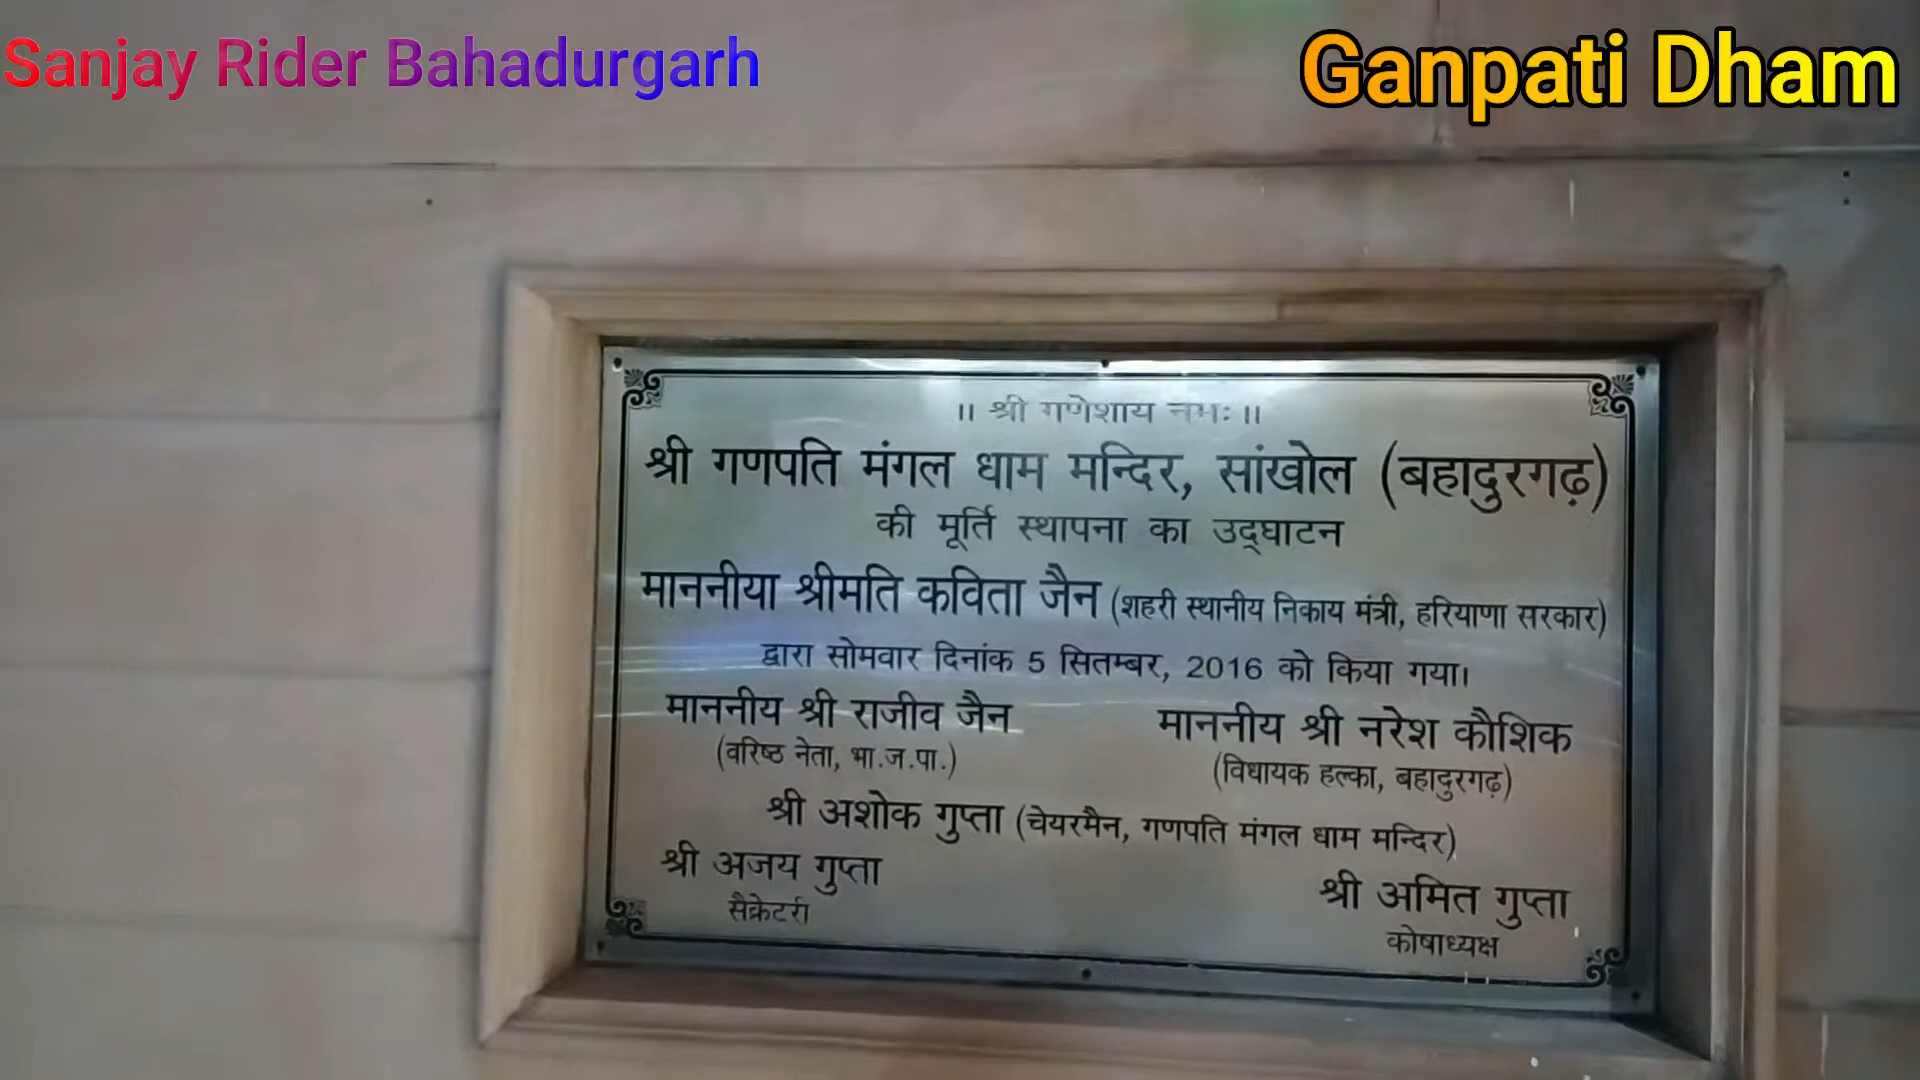 Sanjay Rider Bahadurgarh
Ganpati Dham
॥ श्री गणेशाय नमः ॥
श्री गणपति मंगल धाम मन्दिर, सांखोल (बहादुरगढ़)
की मूर्ति स्थापना का उद्घाटन
माननीया श्रीमति कविता जैन (शहरी स्थानीय निकाय मंत्री, हरियाणा सरकार)
द्वारा सोमवार दिनांक 5 सितम्बर, 2016 को किया गया।
माननीय श्री राजीव जैन माननीय श्री नरेश कौशिक
(वरिष्ठ नेता, भा.ज.पा.) (विधायक हल्का, बहादुरगढ़)
श्री अशोक गुप्ता (चेयरमैन, गणपति मंगल धाम मन्दिर)
श्री अजय गुप्ता श्री अमित गुप्ता
सैक्रेटरी कोषाध्यक्ष